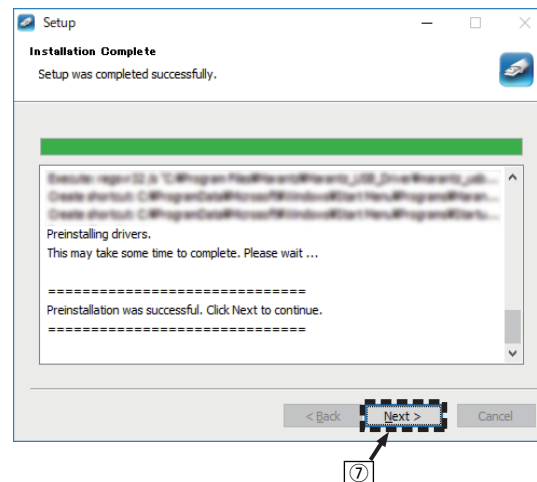 Setup
Installation Complete
Setup was completed successfully.
Preinstalling drivers.
This may take some time to complete. Please wait ...
==============================
Preinstallation was successful. Click Next to continue.
==============================
< Back
Next >
Cancel
⑦